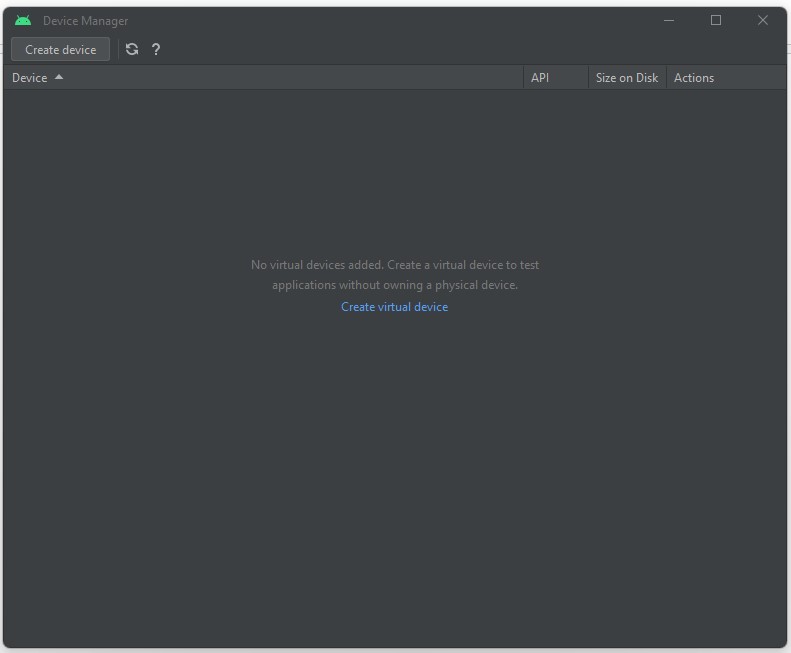 Device Manager
Create device ?
Device API Size on Disk Actions
No virtual devices added. Create a virtual device to test
applications without owning a physical device.
Create virtual device